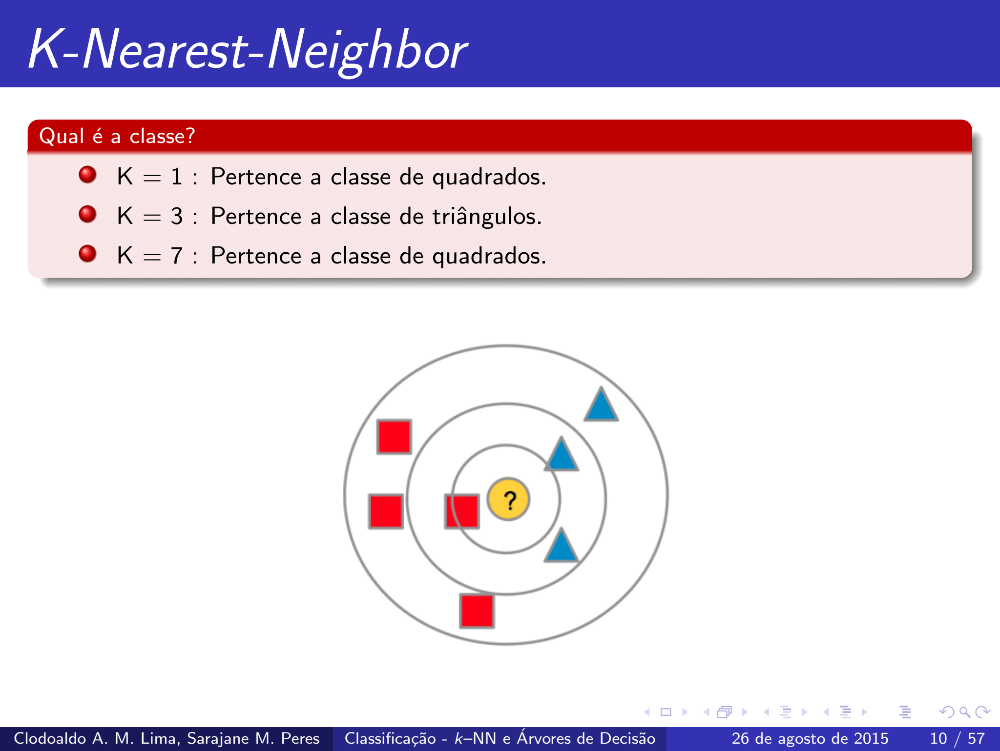 K-Nearest-Neighbor
Qual é a classe?
K = 1 : Pertence a classe de quadrados.
K = 3 : Pertence a classe de triângulos.
K = 7 : Pertence a classe de quadrados.
?
Clodoaldo A. M. Lima, Sarajane M. Peres Classificação - k–NN e Árvores de Decisão 26 de agosto de 2015 10 / 57